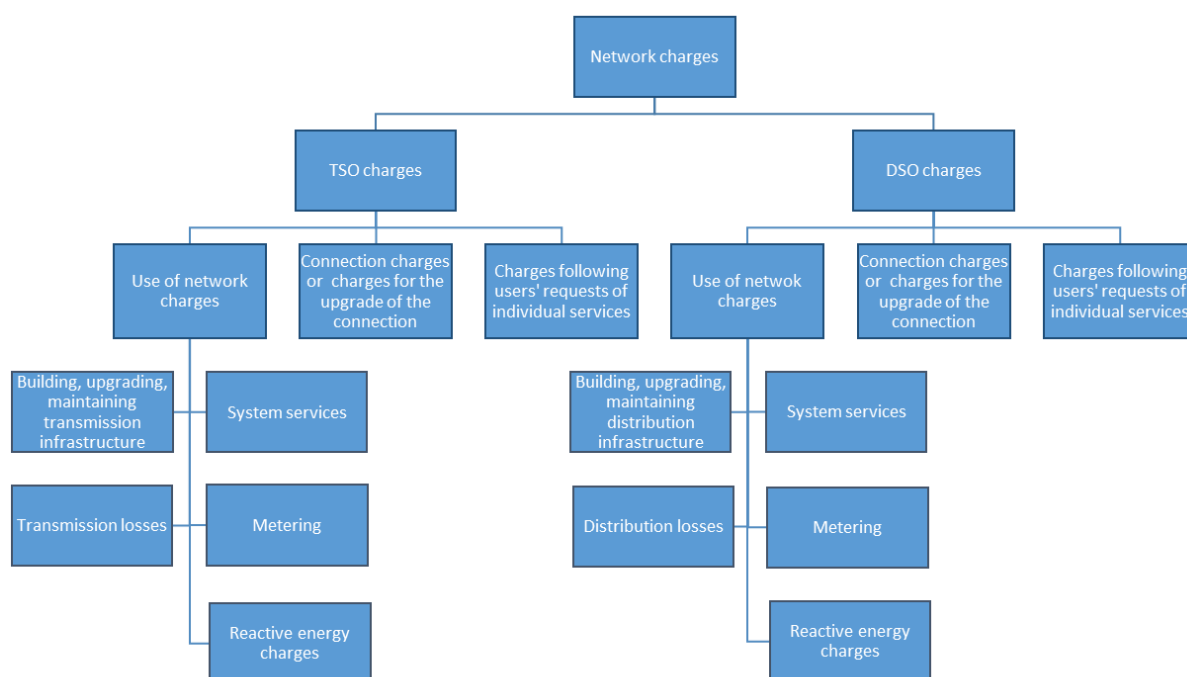 Network charges
TSO charges
DSO charges
Use of network
charges
Connection charges
or  charges for the
upgrade of the
connection
Charges following
users' requests of
individual services
Use of netwok
charges
Connection charges
or  charges for the
upgrade of the
connection
Charges following
users' requests of
individual services
Building, upgrading,
maintaining
transmission
infrastructure
System services
Building, upgrading,
maintaining
distribution
infrastructure
System services
Transmission losses
Metering
Distribution losses
Metering
Reactive energy
charges
Reactive energy
charges